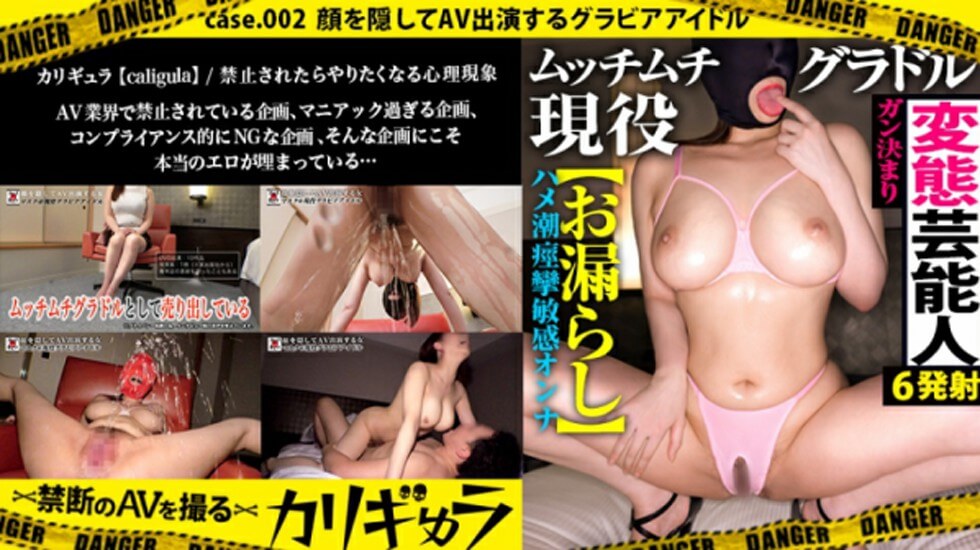 DANGER DANGER DANGER DANGER DANGER
case.002 顔を隠してAV出演するグラビアアイドル
カリギュラ【caligula】/ 禁止されたらやりたくなる心理現象
AV業界で禁止されている企画、マニアック過ぎる企画、
コンプライアンス的にNGな企画、そんな企画にこそ
本当のエロが埋まっている…
ムッチムチグラドルとして売り出している
禁断のAVを撮る
カリギゅラ
ムッチムチ グラドル
現役
【お漏らし】
ハメ潮痙攣敏感オンナ
ガン決まり
変態芸能人
6発射
DANGER DANGER DANGER DANGER DANGER